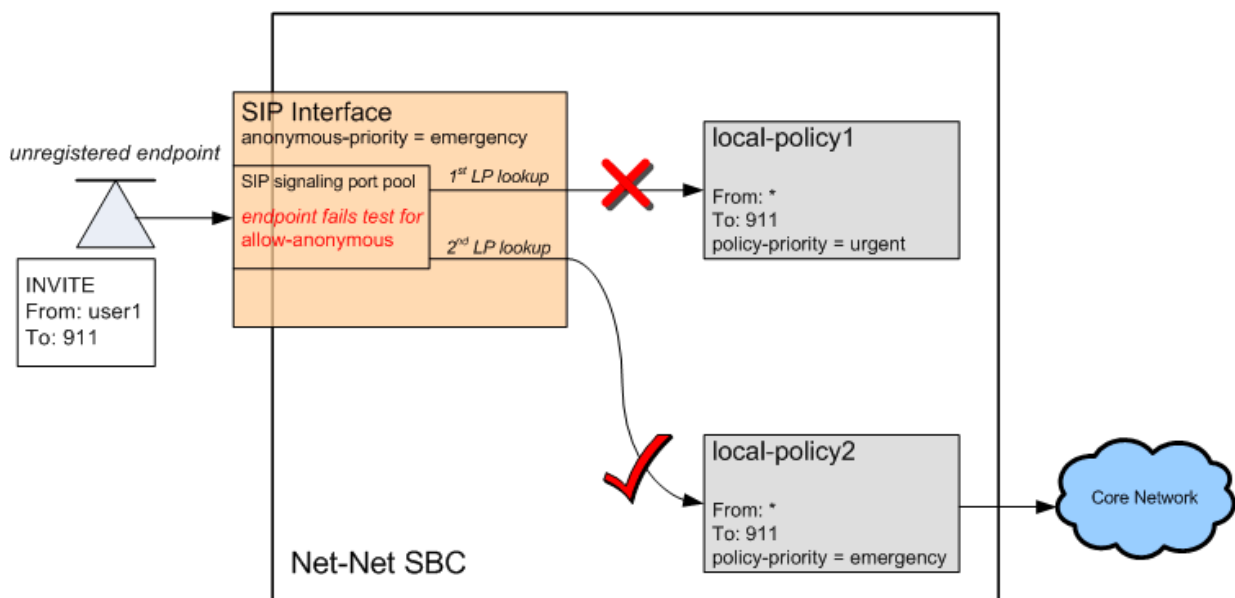 unregistered endpoint
INVITE
From: user1
To: 911
SIP Interface
anonymous-priority = emergency
SIP signaling port pool
endpoint fails test for
allow-anonymous
1st LP lookup
2nd LP lookup
local-policy1
From: *
To: 911
policy-priority = urgent
local-policy2
From: *
To: 911
policy-priority = emergency
Core Network
Net-Net SBC